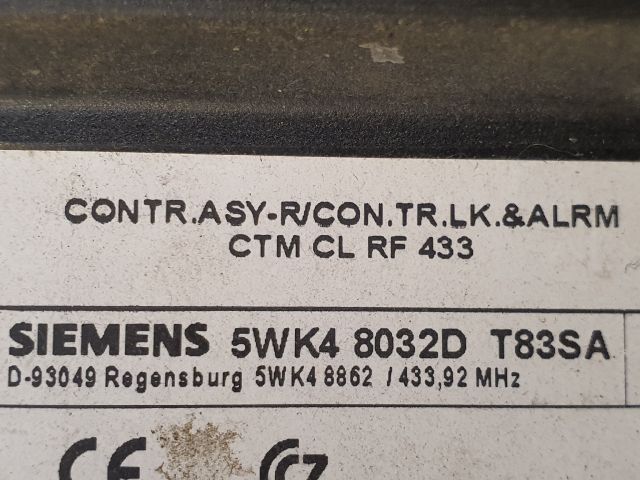 CONTR.ASY-R/CON.TR.LK.&ALRM
CTM CL RF 433
SIEMENS 5WK4 8032D T83SA
D-93049 Regensburg 5WK4 8862 / 433,92 MHz
CE